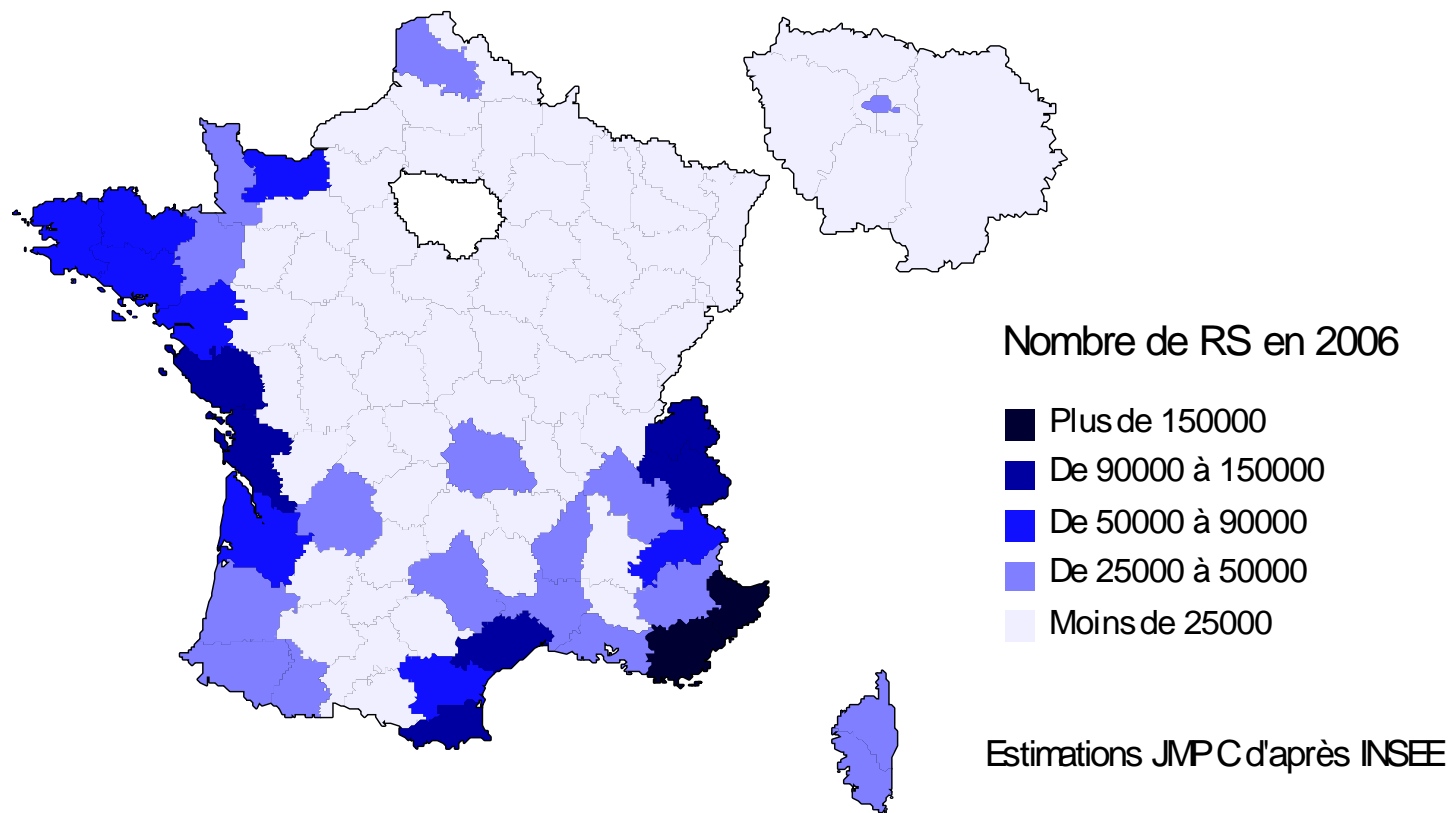 Nombre de RS en 2006
Plus de 150000
De 90000 à 150000
De 50000 à 90000
De 25000 à 50000
Moins de 25000
Estimations JMPC d'après INSEE